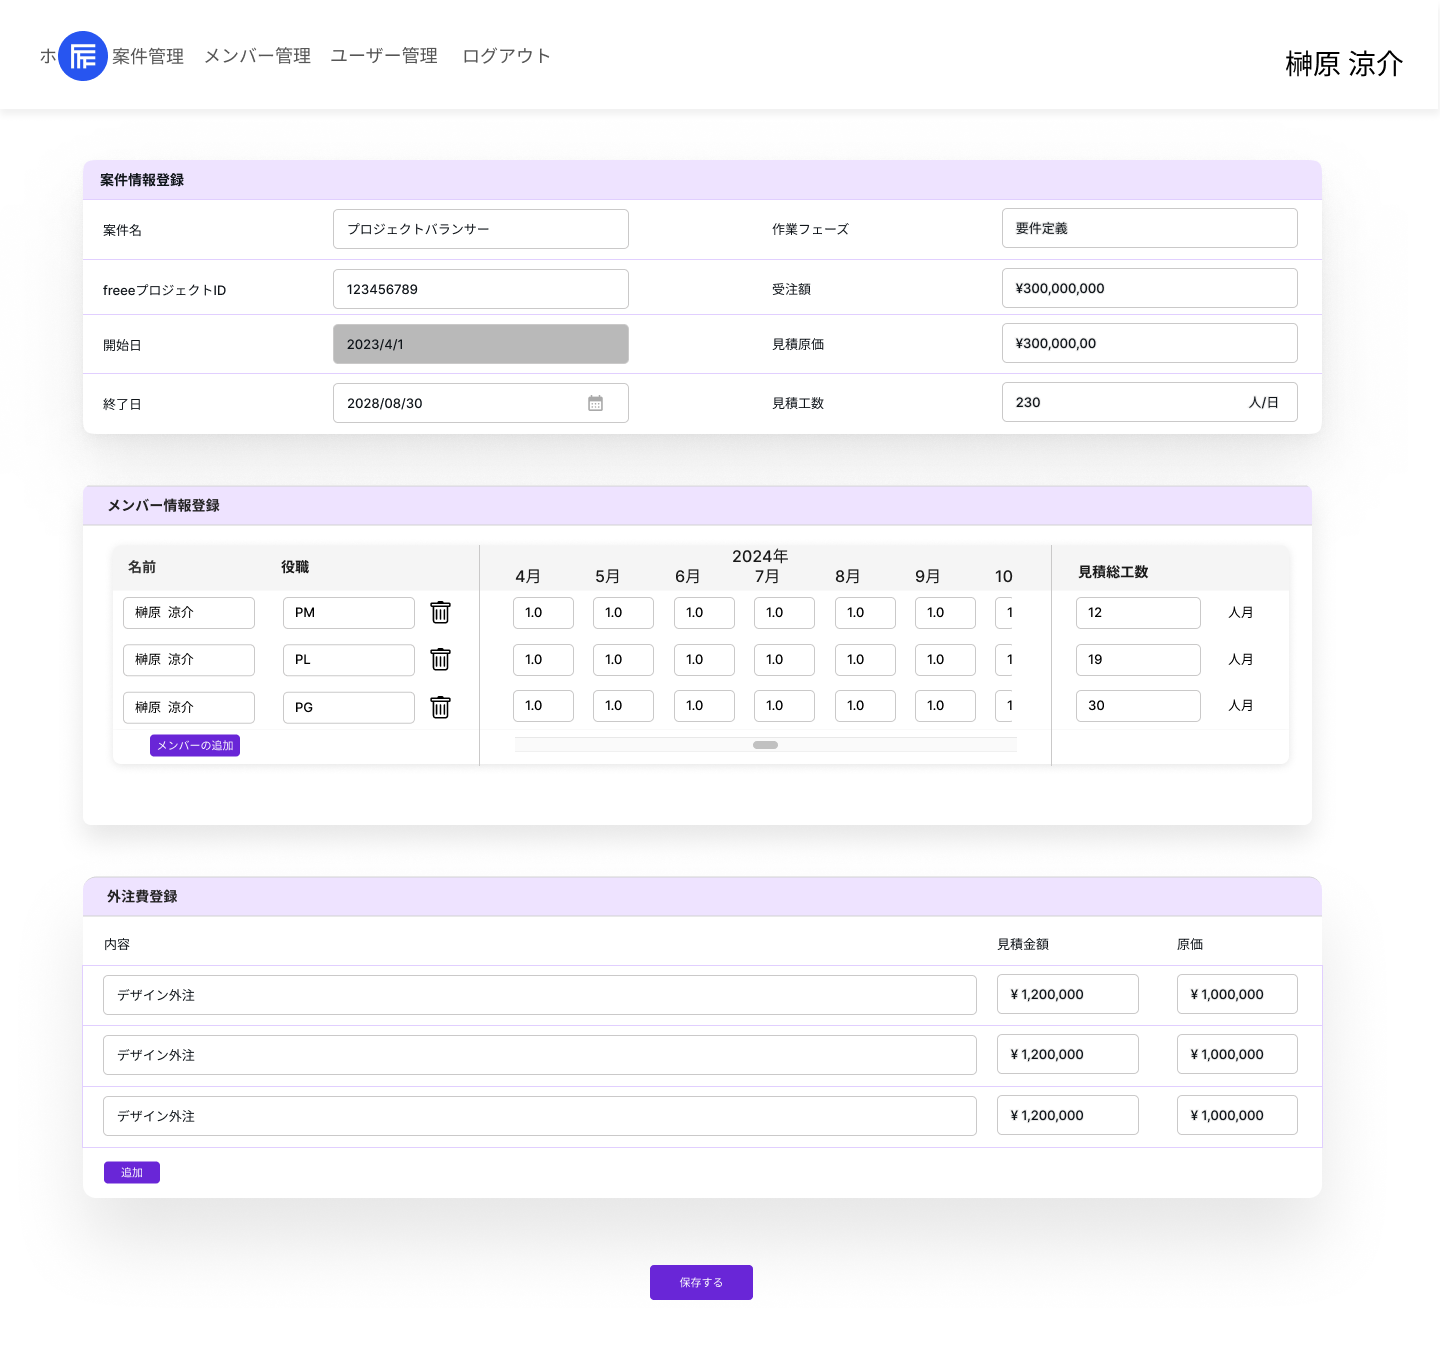 ホ 案件管理 メンバー管理 ユーザー管理 ログアウト
榊原 涼介
案件情報登録
案件名 プロジェクトバランサー 作業フェーズ 要件定義
freeeプロジェクトID 123456789 受注額 ¥300,000,000
開始日 2023/4/1 見積原価 ¥300,000,00
終了日 2028/08/30 見積工数 230 人/日
メンバー情報登録
2024年
名前 役職 4月 5月 6月 7月 8月 9月 10 見積総工数
榊原 涼介 PM 1.0 1.0 1.0 1.0 1.0 1.0 1 12 人月
榊原 涼介 PL 1.0 1.0 1.0 1.0 1.0 1.0 1 19 人月
榊原 涼介 PG 1.0 1.0 1.0 1.0 1.0 1.0 1 30 人月
メンバーの追加
外注費登録
内容 見積金額 原価
デザイン外注 ¥ 1,200,000 ¥ 1,000,000
デザイン外注 ¥ 1,200,000 ¥ 1,000,000
デザイン外注 ¥ 1,200,000 ¥ 1,000,000
追加
保存する